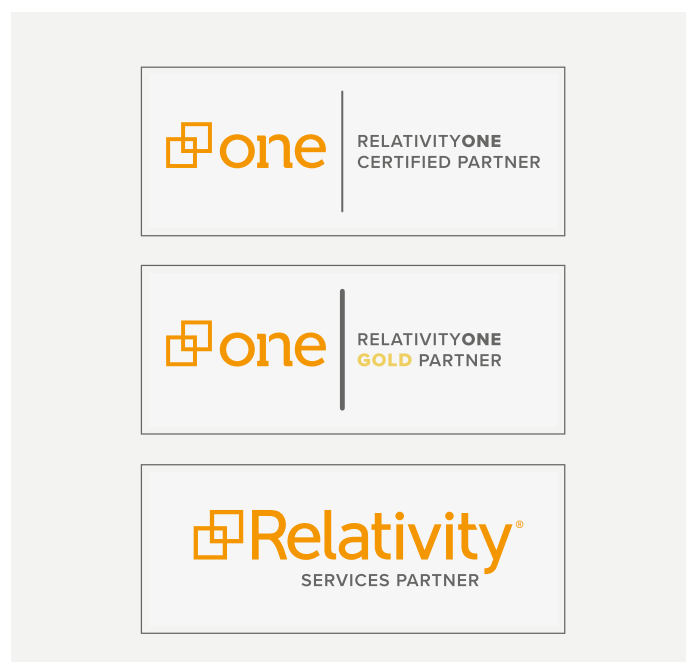 one
RELATIVITYONE
CERTIFIED PARTNER
one
RELATIVITYONE
GOLD PARTNER
Relativity®
SERVICES PARTNER